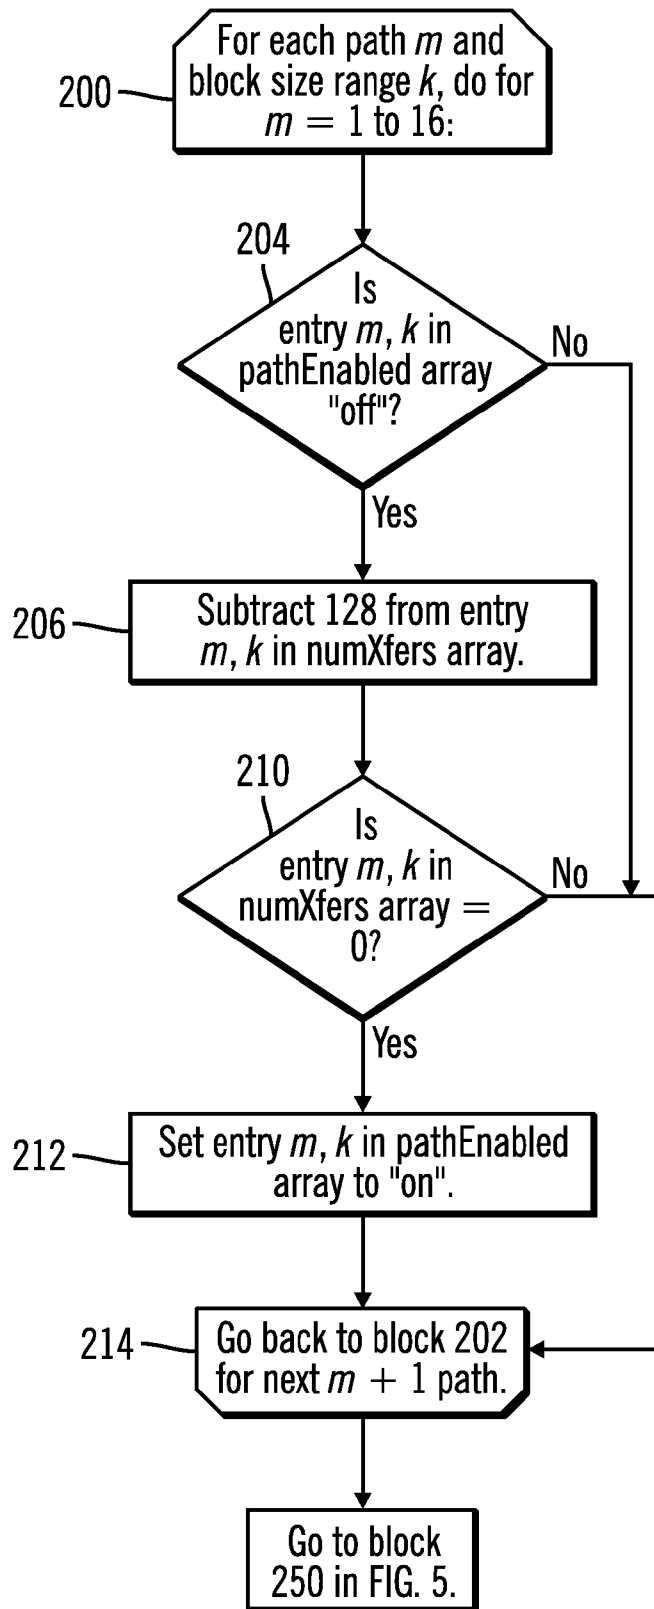 For each path m and
block size range k, do for
m = 1 to 16:
200
204
Is
entry m, k in
pathEnabled array
"off"?
No
Yes
206
Subtract 128 from entry
m, k in numXfers array.
210
Is
entry m, k in
numXfers array =
0?
No
Yes
212
Set entry m, k in pathEnabled
array to "on".
214
Go back to block 202
for next m + 1 path.
Go to block
250 in FIG. 5.